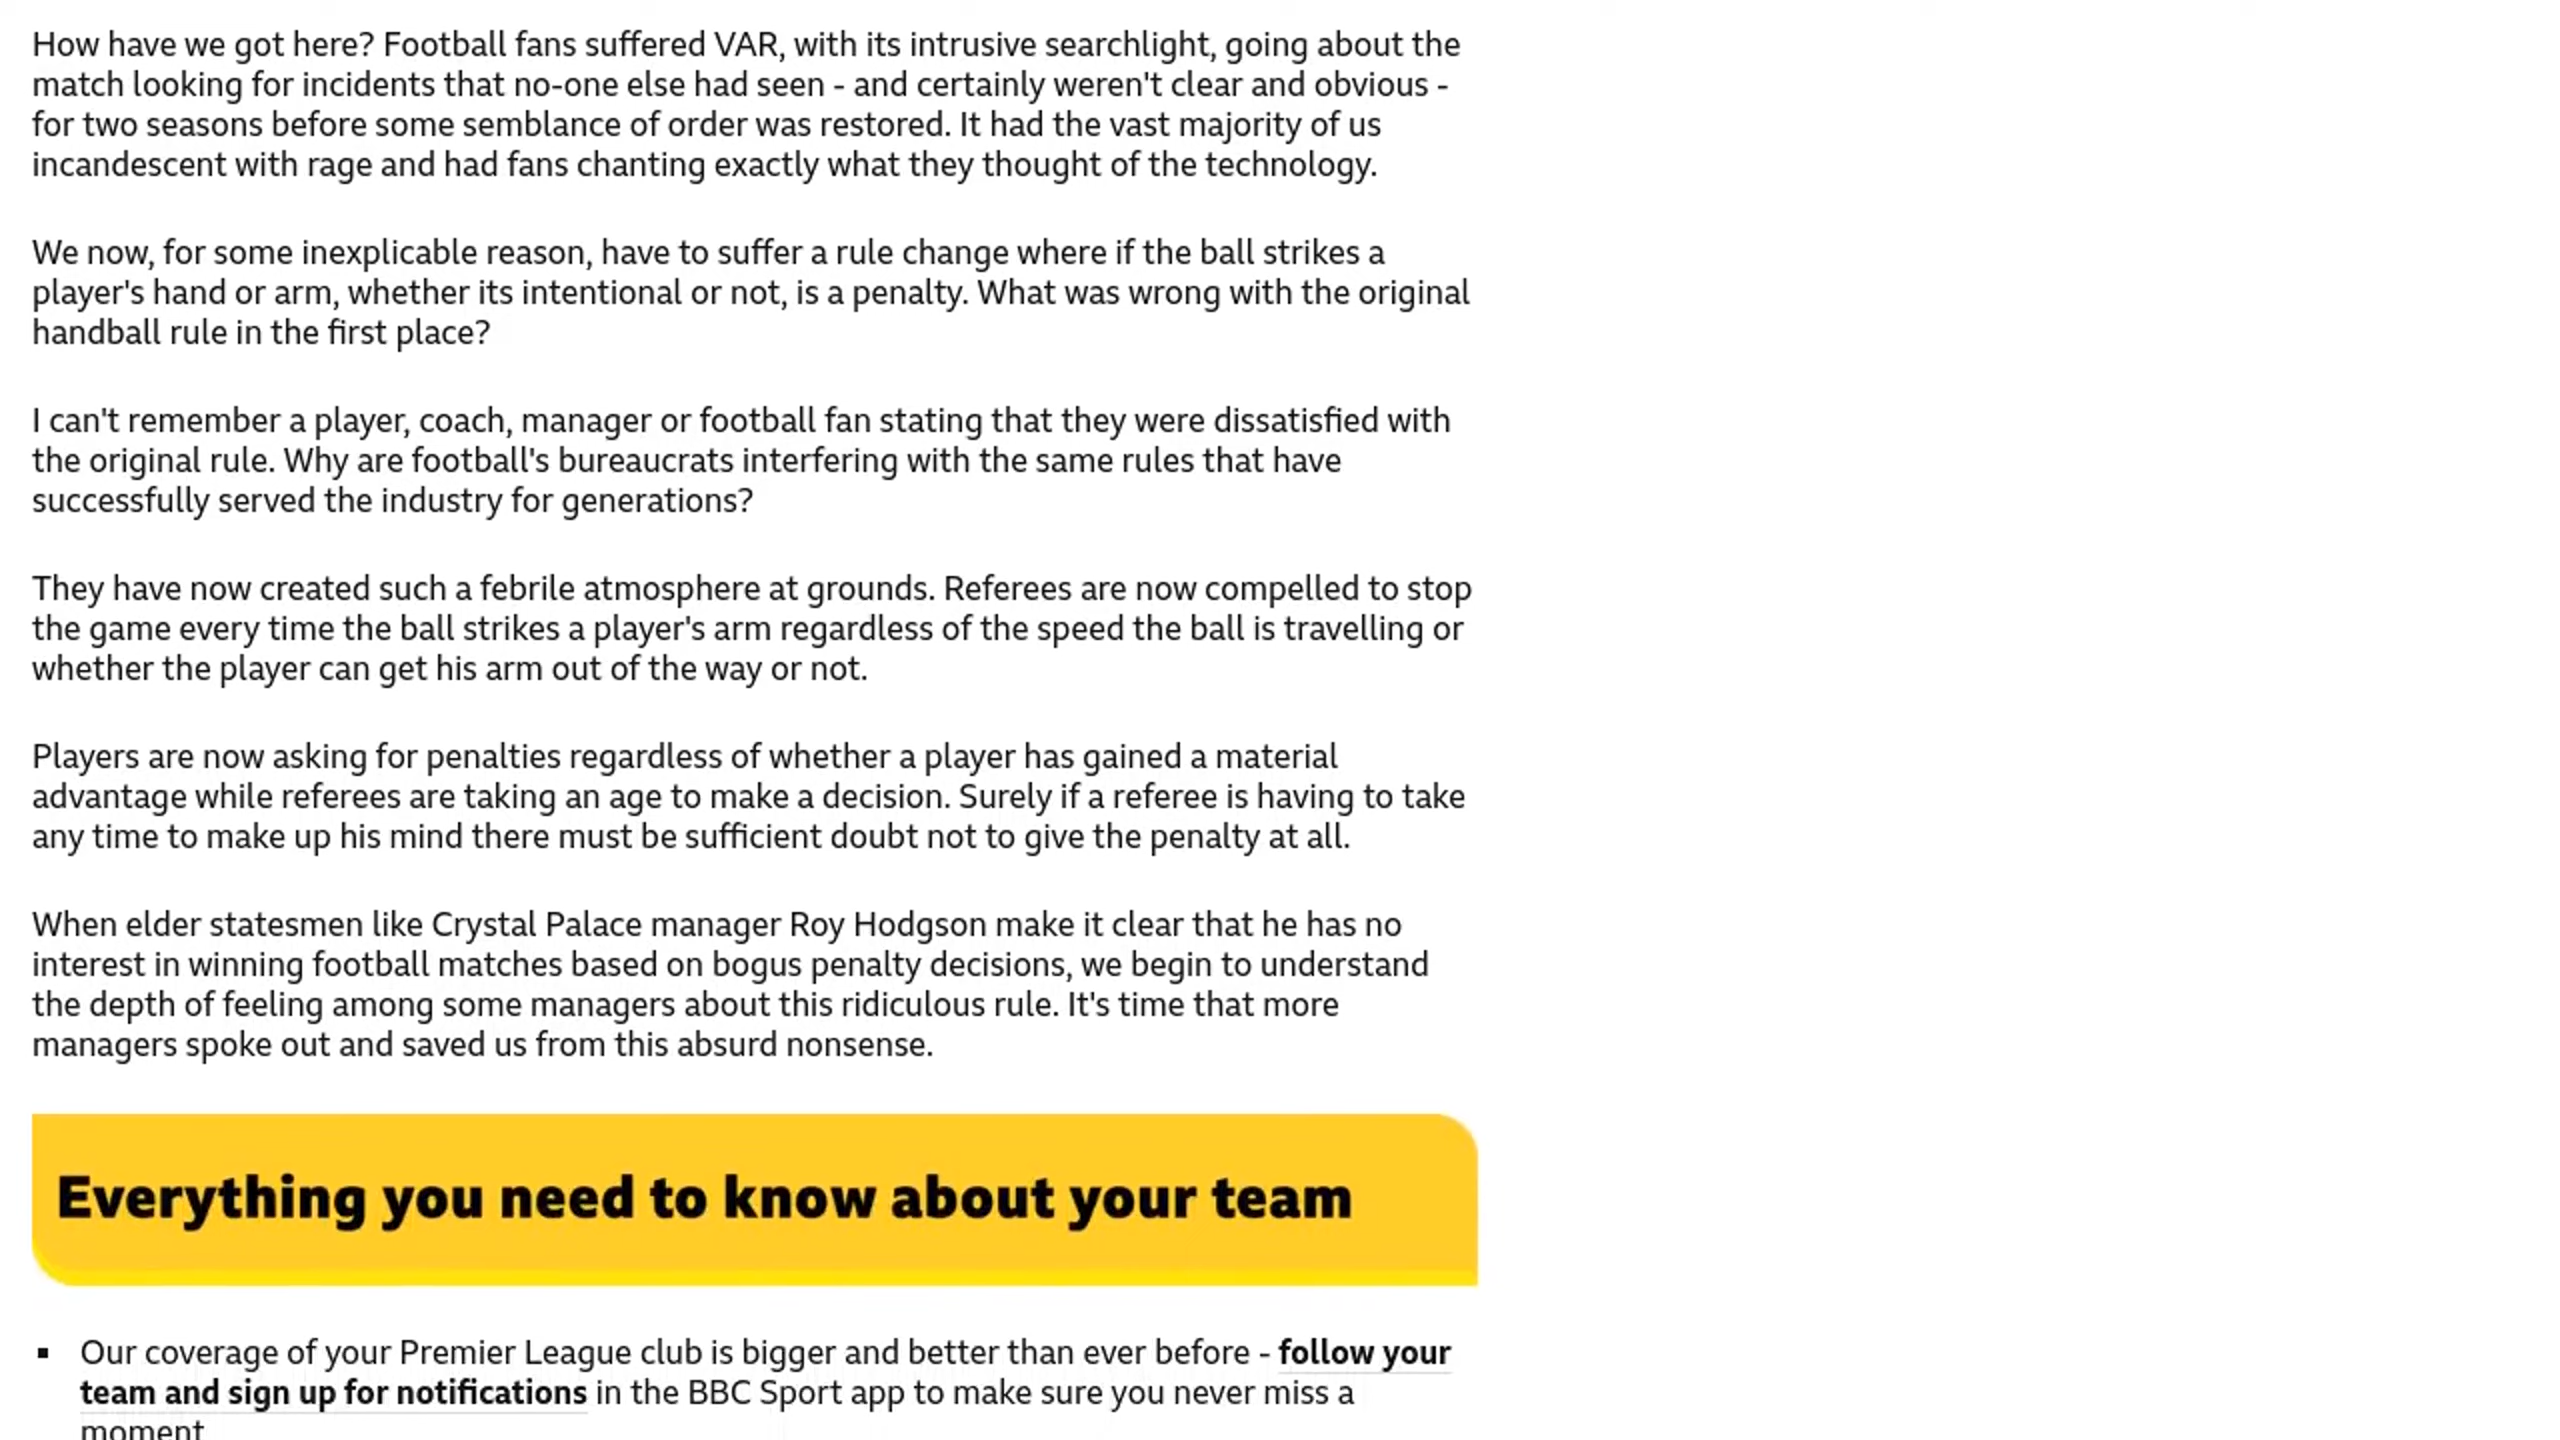 How have we got here? Football fans suffered VAR, with its intrusive searchlight, going about the
match looking for incidents that no-one else had seen - and certainly weren't clear and obvious -
for two seasons before some semblance of order was restored. It had the vast majority of us
incandescent with rage and had fans chanting exactly what they thought of the technology.
We now, for some inexplicable reason, have to suffer a rule change where if the ball strikes a
player's hand or arm, whether its intentional or not, is a penalty. What was wrong with the original
handball rule in the first place?
I can't remember a player, coach, manager or football fan stating that they were dissatisfied with
the original rule. Why are football's bureaucrats interfering with the same rules that have
successfully served the industry for generations?
They have now created such a febrile atmosphere at grounds. Referees are now compelled to stop
the game every time the ball strikes a player's arm regardless of the speed the ball is travelling or
whether the player can get his arm out of the way or not.
Players are now asking for penalties regardless of whether a player has gained a material
advantage while referees are taking an age to make a decision. Surely if a referee is having to take
any time to make up his mind there must be sufficient doubt not to give the penalty at all.
When elder statesmen like Crystal Palace manager Roy Hodgson make it clear that he has no
interest in winning football matches based on bogus penalty decisions, we begin to understand
the depth of feeling among some managers about this ridiculous rule. It's time that more
managers spoke out and saved us from this absurd nonsense.
Everything you need to know about your team
▪ Our coverage of your Premier League club is bigger and better than ever before - follow your
team and sign up for notifications in the BBC Sport app to make sure you never miss a
moment